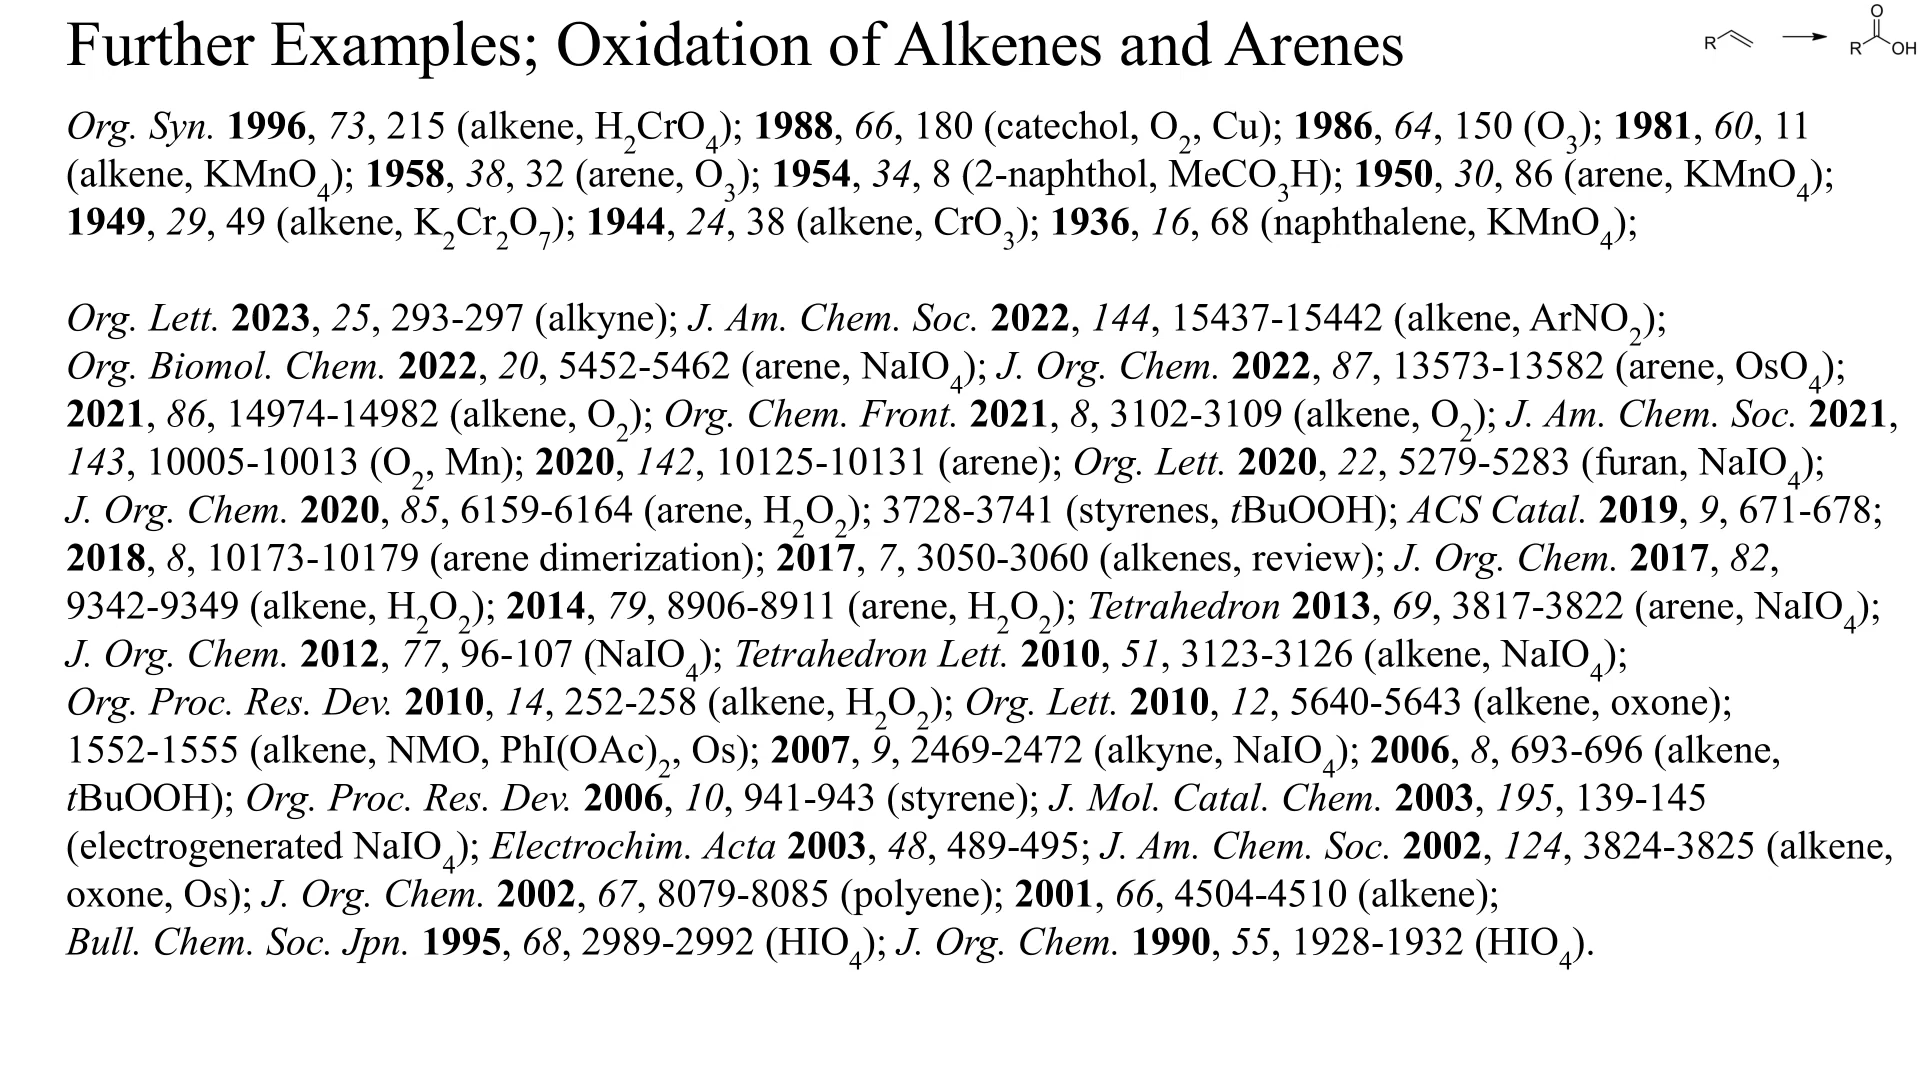 Further Examples; Oxidation of Alkenes and Arenes
R
R
O
OH
Org. Syn. 1996, 73, 215 (alkene, H2CrO4); 1988, 66, 180 (catechol, O2, Cu); 1986, 64, 150 (O3); 1981, 60, 11
(alkene, KMnO4); 1958, 38, 32 (arene, O3); 1954, 34, 8 (2-naphthol, MeCO3H); 1950, 30, 86 (arene, KMnO4);
1949, 29, 49 (alkene, K2Cr2O7); 1944, 24, 38 (alkene, CrO3); 1936, 16, 68 (naphthalene, KMnO4);
Org. Lett. 2023, 25, 293-297 (alkyne); J. Am. Chem. Soc. 2022, 144, 15437-15442 (alkene, ArNO2);
Org. Biomol. Chem. 2022, 20, 5452-5462 (arene, NaIO4); J. Org. Chem. 2022, 87, 13573-13582 (arene, OsO4);
2021, 86, 14974-14982 (alkene, O2); Org. Chem. Front. 2021, 8, 3102-3109 (alkene, O2); J. Am. Chem. Soc. 2021,
143, 10005-10013 (O2, Mn); 2020, 142, 10125-10131 (arene); Org. Lett. 2020, 22, 5279-5283 (furan, NaIO4);
J. Org. Chem. 2020, 85, 6159-6164 (arene, H2O2); 3728-3741 (styrenes, tBuOOH); ACS Catal. 2019, 9, 671-678;
2018, 8, 10173-10179 (arene dimerization); 2017, 7, 3050-3060 (alkenes, review); J. Org. Chem. 2017, 82,
9342-9349 (alkene, H2O2); 2014, 79, 8906-8911 (arene, H2O2); Tetrahedron 2013, 69, 3817-3822 (arene, NaIO4);
J. Org. Chem. 2012, 77, 96-107 (NaIO4); Tetrahedron Lett. 2010, 51, 3123-3126 (alkene, NaIO4);
Org. Proc. Res. Dev. 2010, 14, 252-258 (alkene, H2O2); Org. Lett. 2010, 12, 5640-5643 (alkene, oxone);
1552-1555 (alkene, NMO, PhI(OAc)2, Os); 2007, 9, 2469-2472 (alkyne, NaIO4); 2006, 8, 693-696 (alkene,
tBuOOH); Org. Proc. Res. Dev. 2006, 10, 941-943 (styrene); J. Mol. Catal. Chem. 2003, 195, 139-145
(electrogenerated NaIO4); Electrochim. Acta 2003, 48, 489-495; J. Am. Chem. Soc. 2002, 124, 3824-3825 (alkene,
oxone, Os); J. Org. Chem. 2002, 67, 8079-8085 (polyene); 2001, 66, 4504-4510 (alkene);
Bull. Chem. Soc. Jpn. 1995, 68, 2989-2992 (HIO4); J. Org. Chem. 1990, 55, 1928-1932 (HIO4).